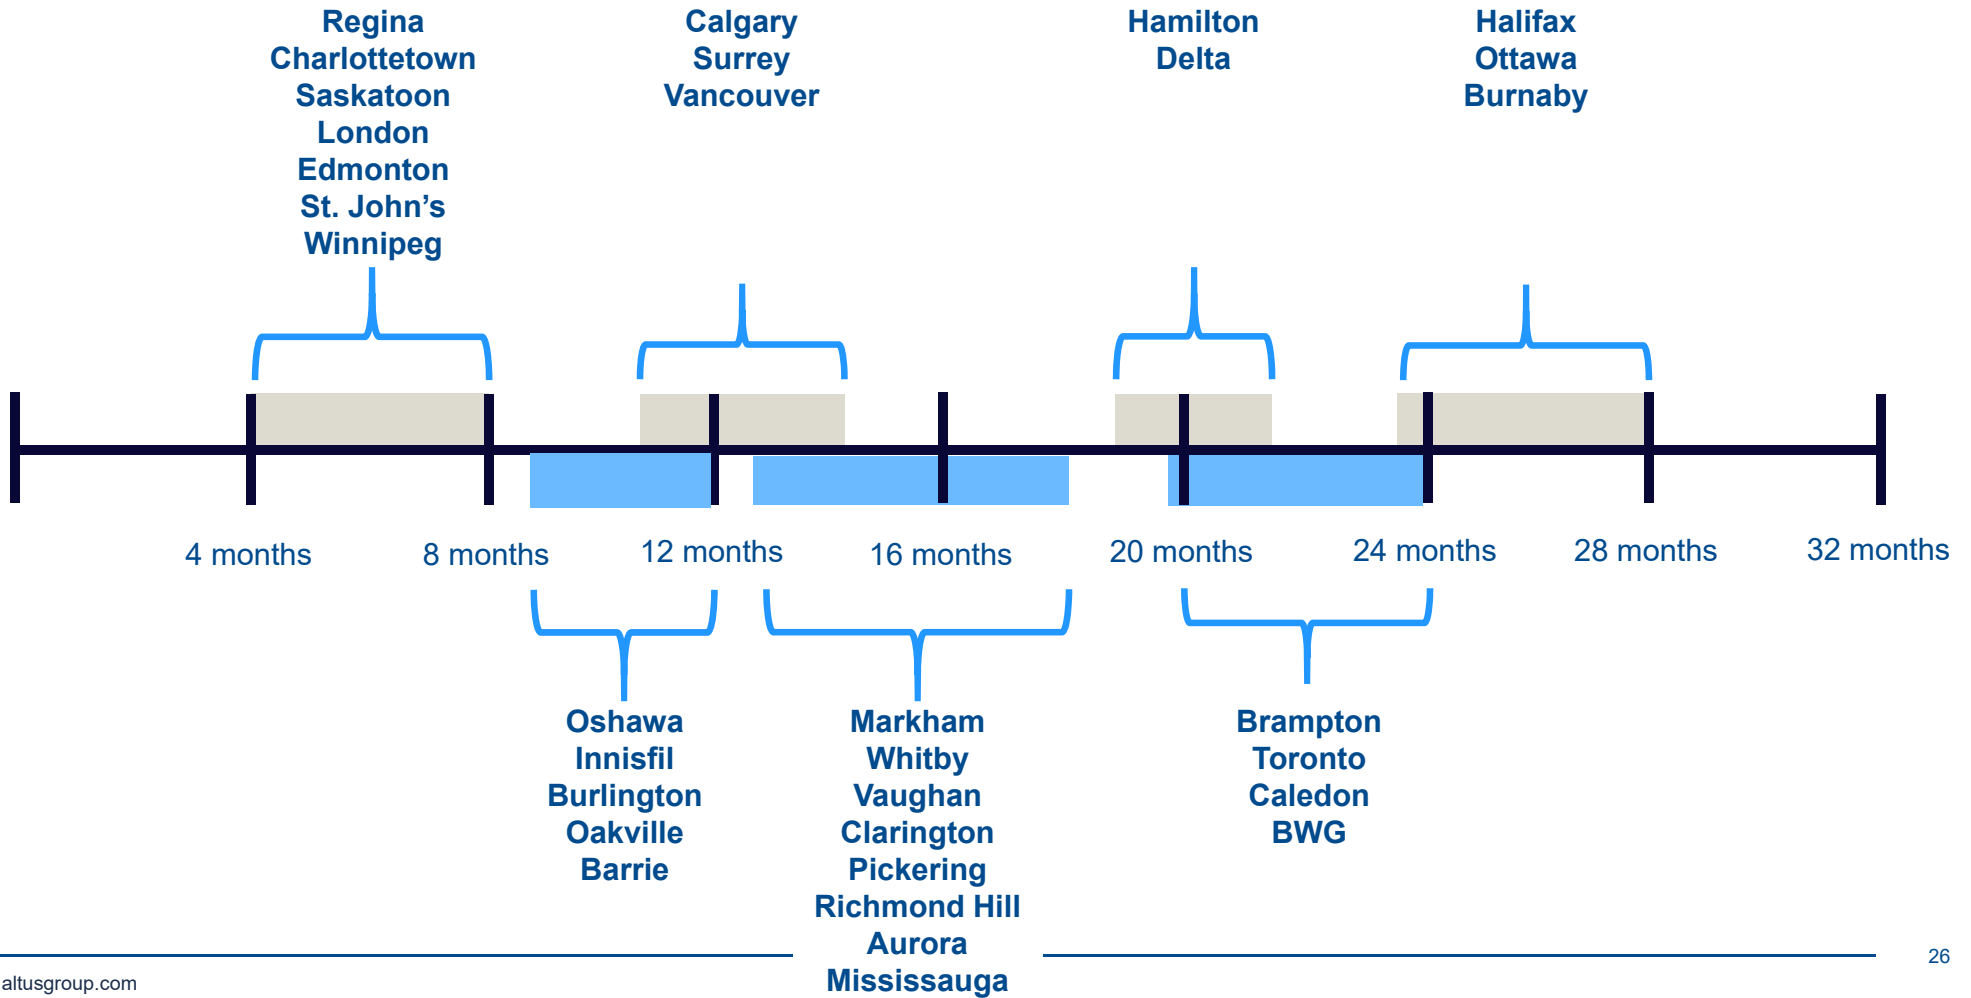 Regina
Charlottetown
Saskatoon
London
Edmonton
St. John’s
Winnipeg
Calgary
Surrey
Vancouver
Hamilton
Delta
Halifax
Ottawa
Burnaby
4 months
8 months
12 months
16 months
20 months
24 months
28 months
32 months
Oshawa
Innisfil
Burlington
Oakville
Barrie
Markham
Whitby
Vaughan
Clarington
Pickering
Richmond Hill
Aurora
Mississauga
Brampton
Toronto
Caledon
BWG
altusgroup.com
26